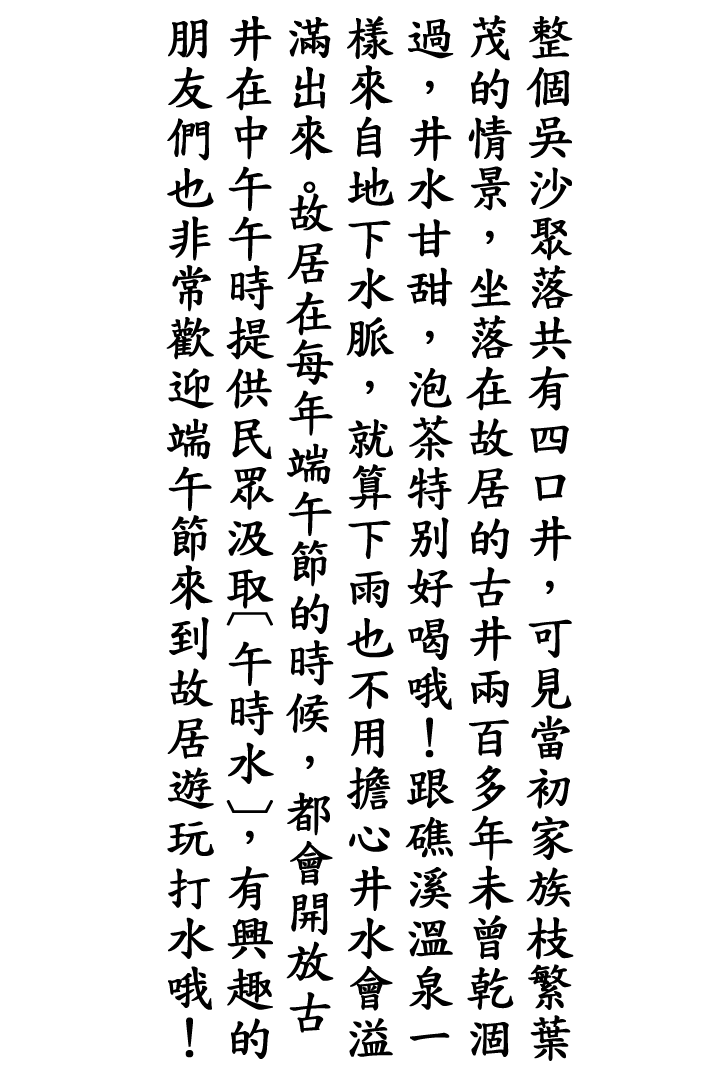 整個吳沙聚落共有四口井，可見當初家族枝繁葉
茂的情景，坐落在故居的古井兩百多年未曾乾涸
過，井水甘甜，泡茶特別好喝哦！跟礁溪溫泉一
樣來自地下水脈，就算下雨也不用擔心井水會溢
滿出來。故居在每年端午節的時候，都會開放古
井在中午午時提供民眾汲取〔午時水〕，有興趣的
朋友們也非常歡迎端午節來到故居遊玩打水哦！